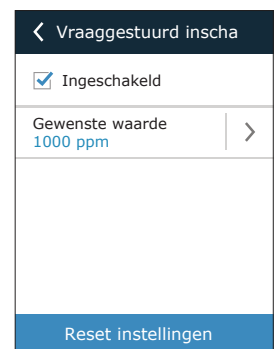 Vraaggestuurd inscha
Ingeschakeld
Gewenste waarde
1000 ppm
Reset instellingen